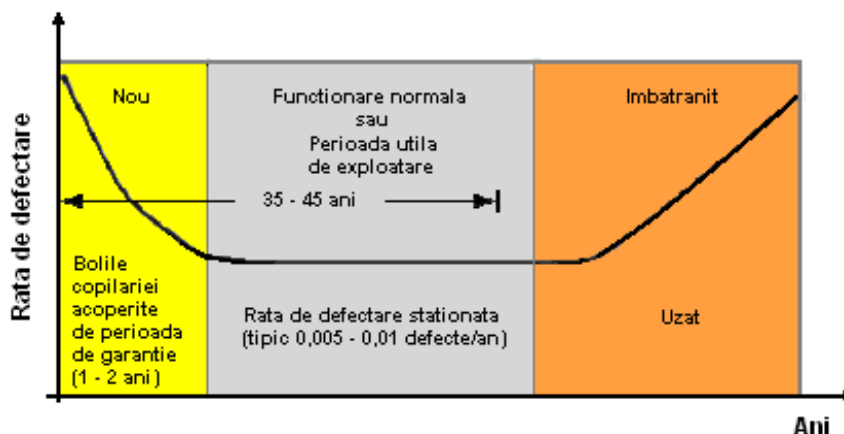 Rata de defectare
Nou
Functionare normala
sau
Perioada utila
de exploatare
Imbatranit
35 - 45 ani
Bolile
copilariei
acoperite
de perioada
de garantie
(1 - 2 ani)
Rata de defectare stationata
(tipic 0,005 - 0,01 defecte/an)
Uzat
Ani